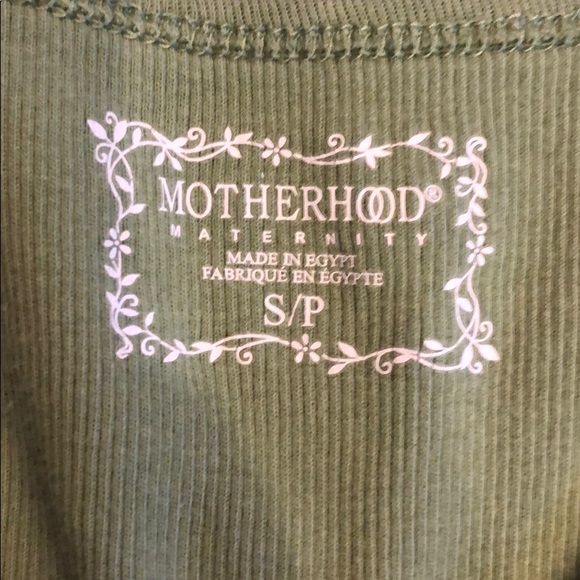 MOTHERHOOD®
MATERNITY
MADE IN EGYPT
FABRIQUÉ EN ÉGYPTE
S/P